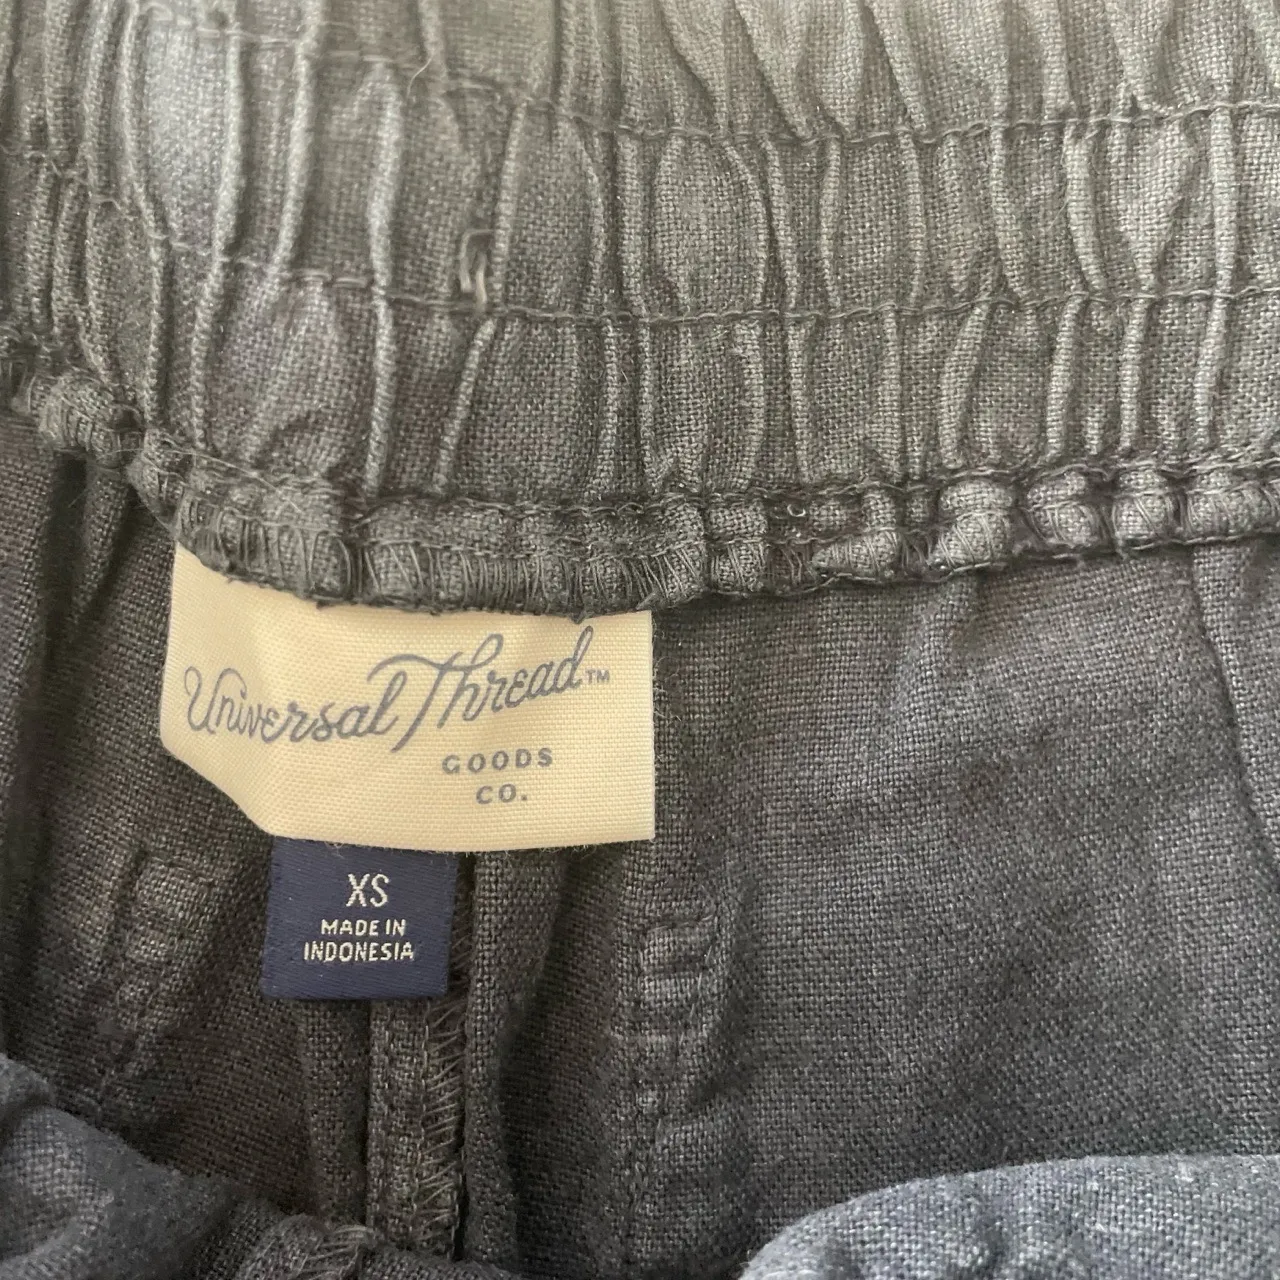 Universal Thread™
GOODS
CO.
XS
MADE IN
INDONESIA